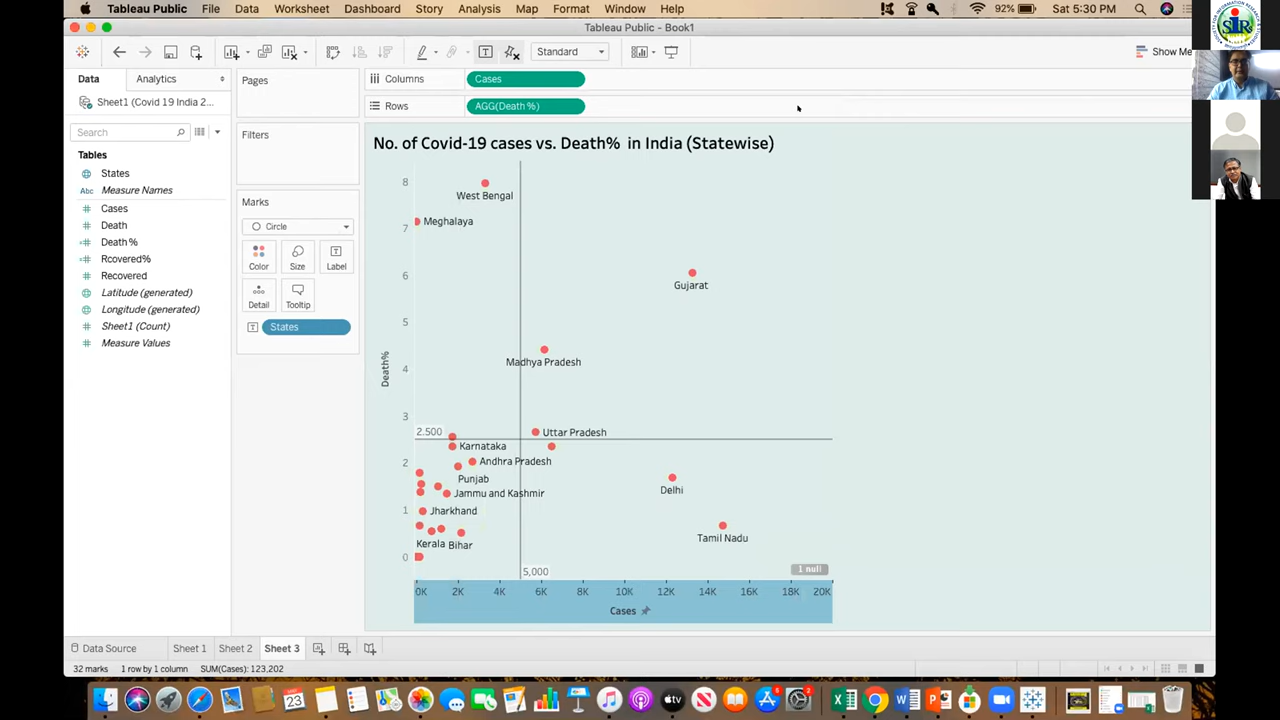 Tableau Public File Data Worksheet Dashboard Story Analysis Map Format Window Help 92% Sat 5:30 PM
Tableau Public - Book1
Standard
Show Me
Data Analytics
Pages
Columns Cases
Rows AGG(Death %)
Sheet1 (Covid 19 India 2...
Search
Filters
Tables
States
Abc Measure Names
Cases
Death
Death %
Rcovered%
Recovered
Latitude (generated)
Longitude (generated)
Sheet1 (Count)
Measure Values
Marks
Circle
Color Size Label
Detail Tooltip
States
No. of Covid-19 cases vs. Death% in India (Statewise)
8
West Bengal
7
Meghalaya
6
Gujarat
5
Death%
4
Madhya Pradesh
3
2.500
Uttar Pradesh
Karnataka
2
Andhra Pradesh
Punjab
Delhi
Jammu and Kashmir
1
Jharkhand
Tamil Nadu
Kerala Bihar
0
5,000
1 null
0K 2K 4K 6K 8K 10K 12K 14K 16K 18K 20K
Cases
Data Source Sheet 1 Sheet 2 Sheet 3
32 marks 1 row by 1 column SUM(Cases): 123,202